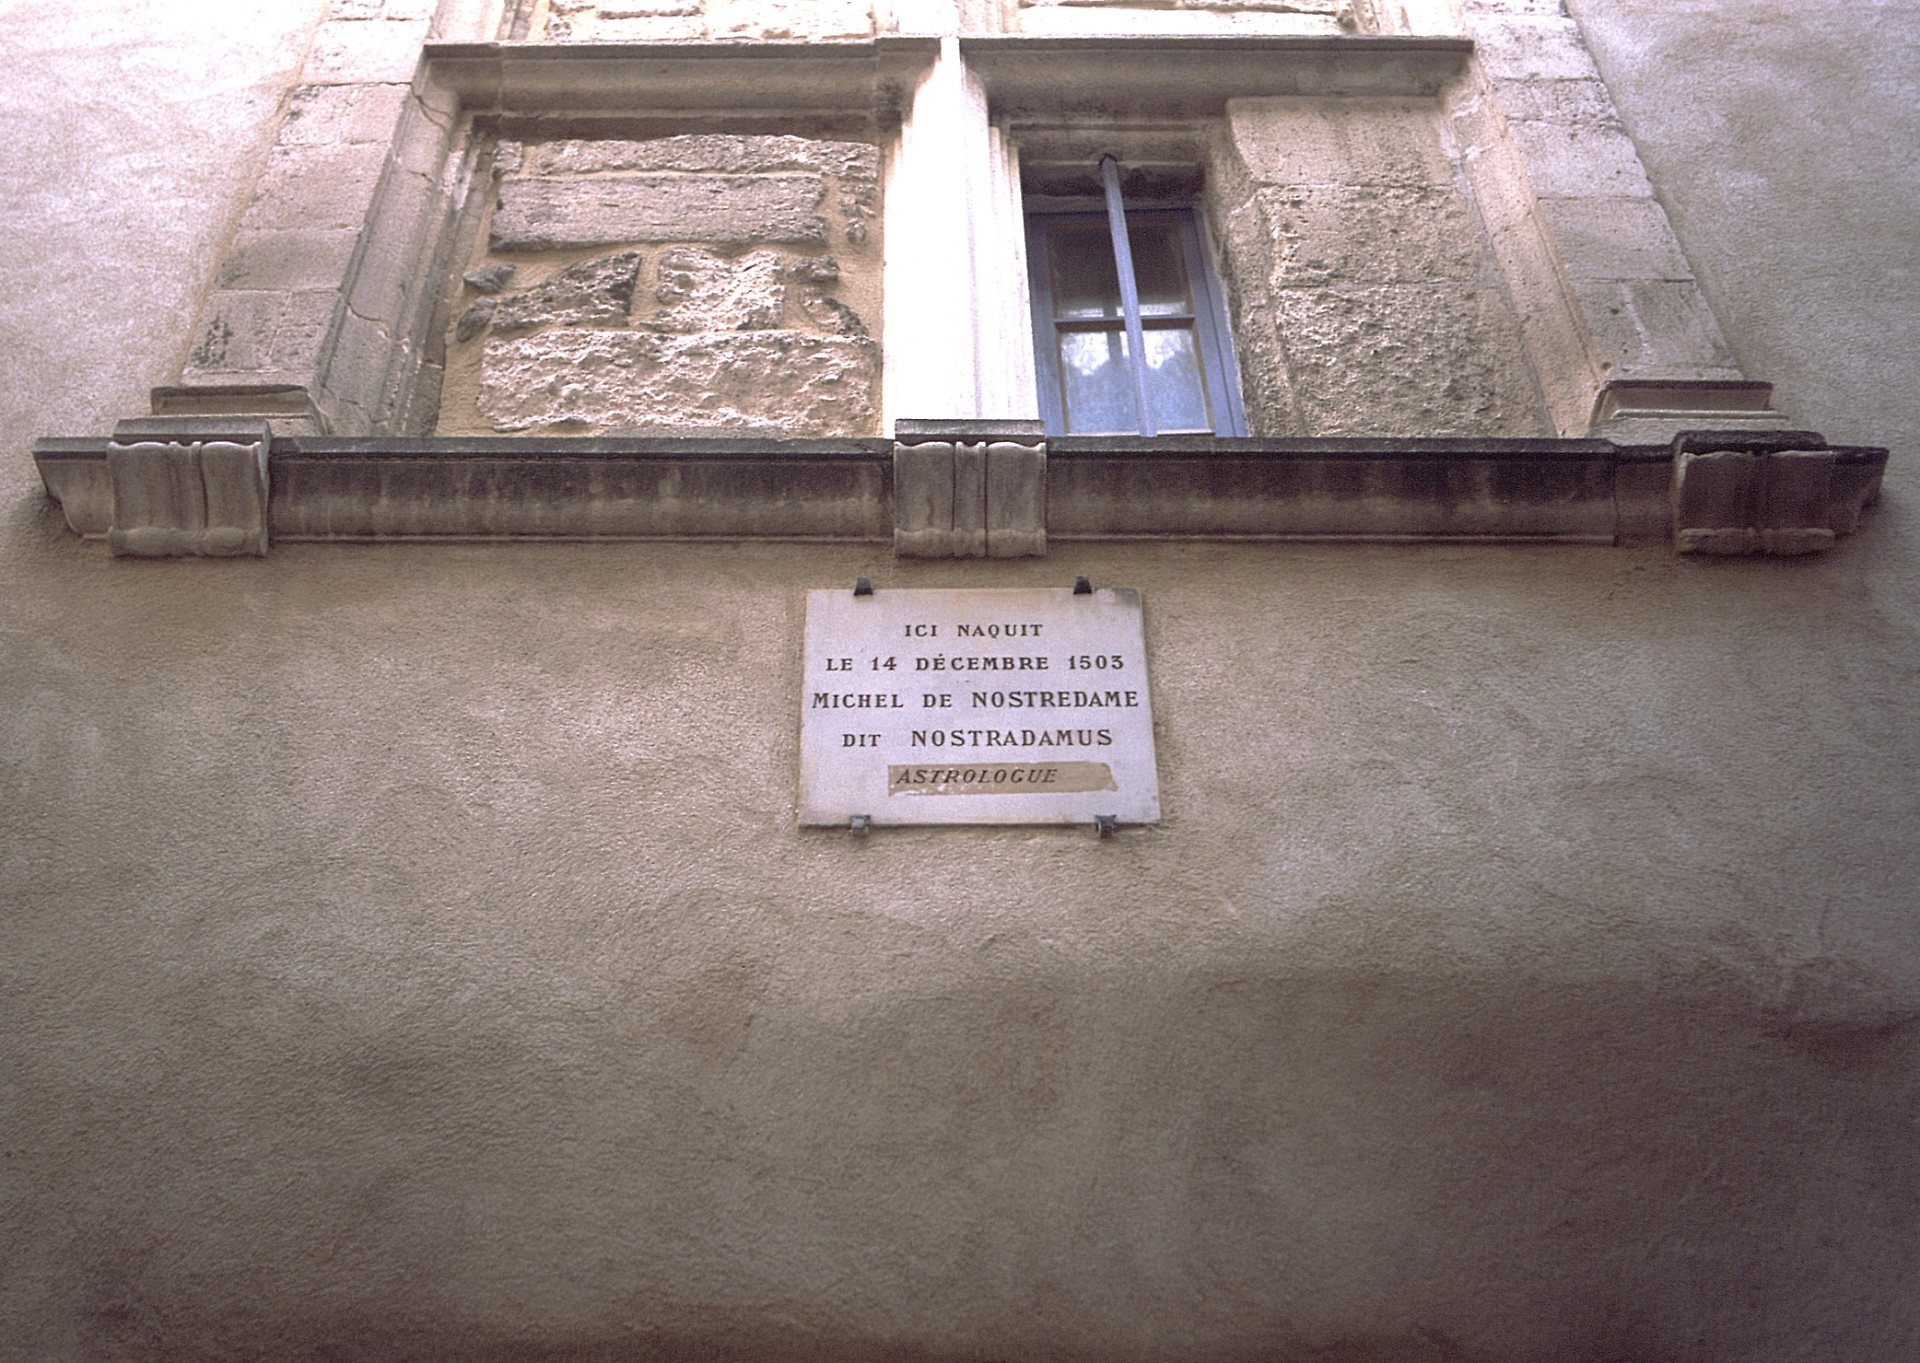 ICI NAQUIT
LE 14 DÉCEMBRE 1503
MICHEL DE NOSTREDAME
DIT NOSTRADAMUS
ASTROLOGUE